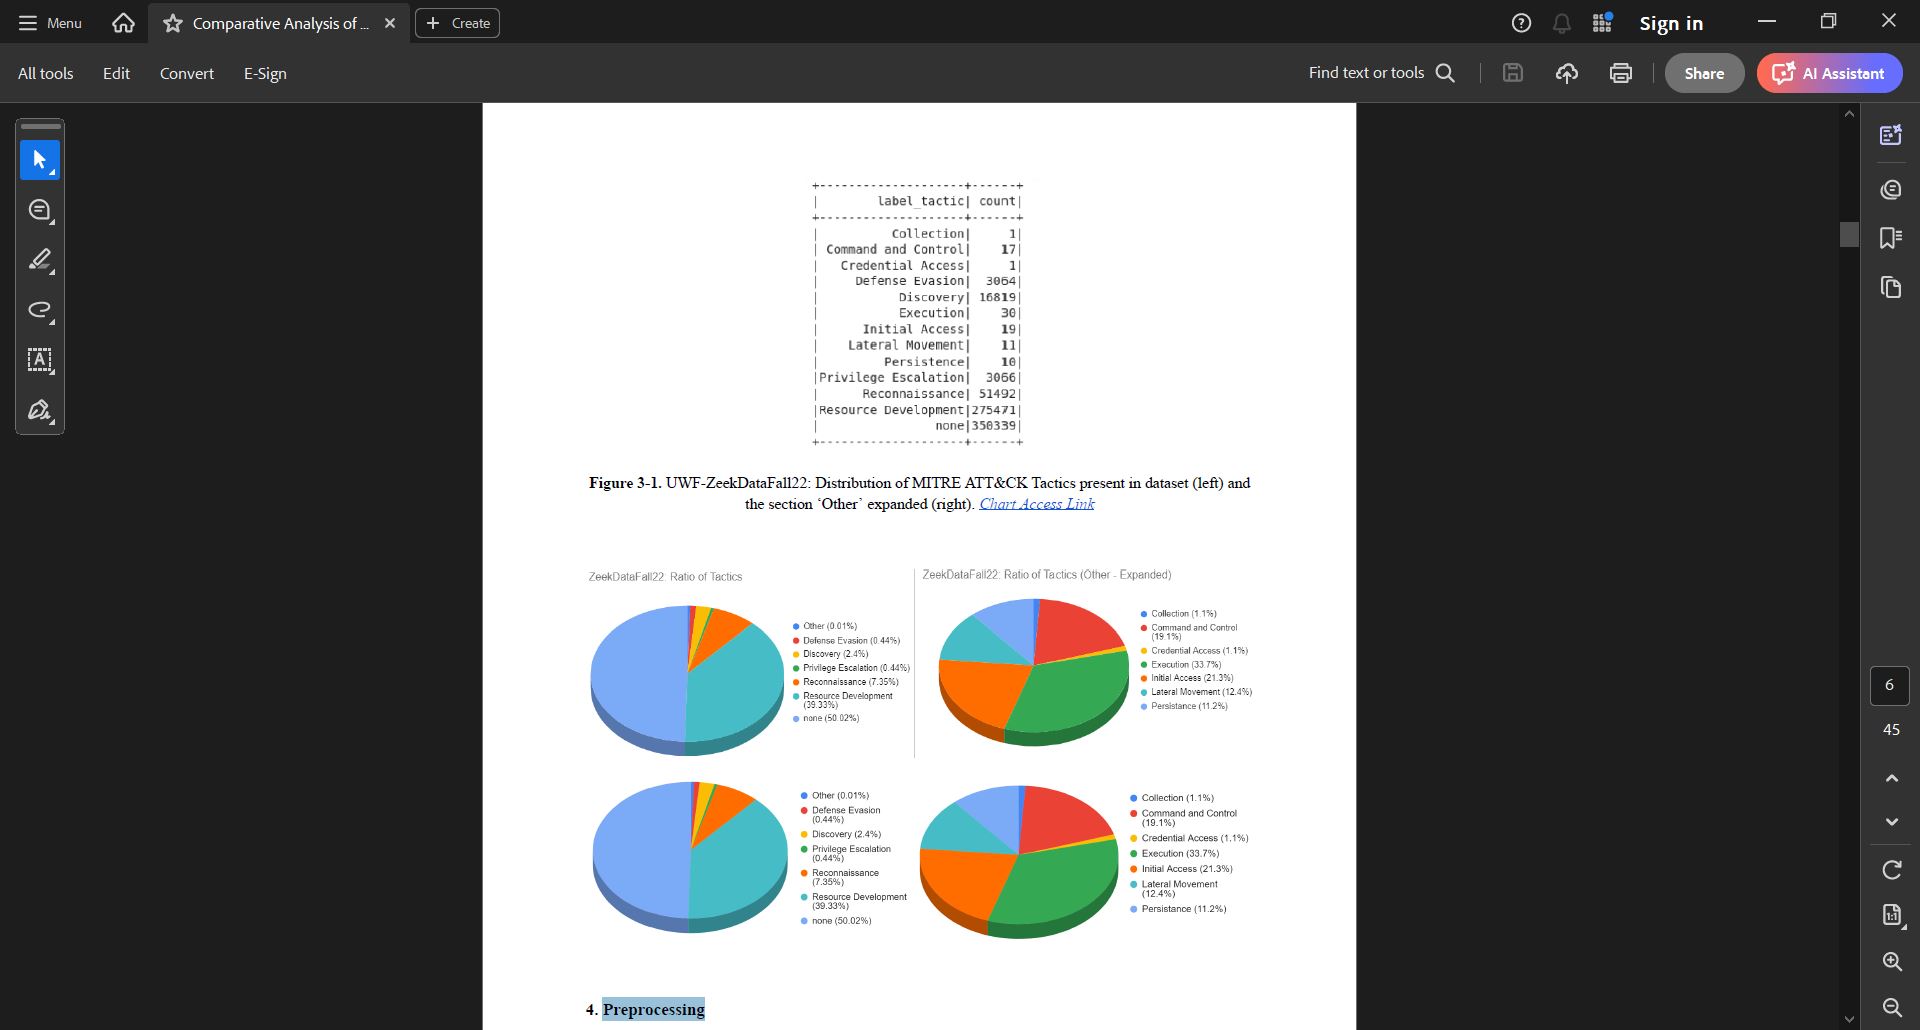 Menu
Comparative Analysis of ...
Create
Sign in
All tools
Edit
Convert
E-Sign
Find text or tools
Share
AI Assistant
+--------------------+------+
|        label_tactic| count|
+--------------------+------+
|          Collection|     1|
| Command and Control|    17|
|   Credential Access|     1|
|     Defense Evasion|  3064|
|           Discovery| 16819|
|           Execution|    30|
|      Initial Access|    19|
|    Lateral Movement|    11|
|         Persistence|    10|
|Privilege Escalation|  3066|
|      Reconnaissance| 51492|
|Resource Development|275471|
|                none|350339|
+--------------------+------+
Figure 3-1. UWF-ZeekDataFall22: Distribution of MITRE ATT&CK Tactics present in dataset (left) and
the section ‘Other’ expanded (right). Chart Access Link
ZeekDataFall22: Ratio of Tactics
Other (0.01%)
Defense Evasion (0.44%)
Discovery (2.4%)
Privilege Escalation (0.44%)
Reconnaissance (7.35%)
Resource Development
(39.33%)
none (50.02%)
ZeekDataFall22: Ratio of Tactics (Other - Expanded)
Collection (1.1%)
Command and Control
(19.1%)
Credential Access (1.1%)
Execution (33.7%)
Initial Access (21.3%)
Lateral Movement (12.4%)
Persistance (11.2%)
Other (0.01%)
Defense Evasion
(0.44%)
Discovery (2.4%)
Privilege Escalation
(0.44%)
Reconnaissance
(7.35%)
Resource Development
(39.33%)
none (50.02%)
Collection (1.1%)
Command and Control
(19.1%)
Credential Access (1.1%)
Execution (33.7%)
Initial Access (21.3%)
Lateral Movement
(12.4%)
Persistance (11.2%)
4. Preprocessing
6
45
1:1